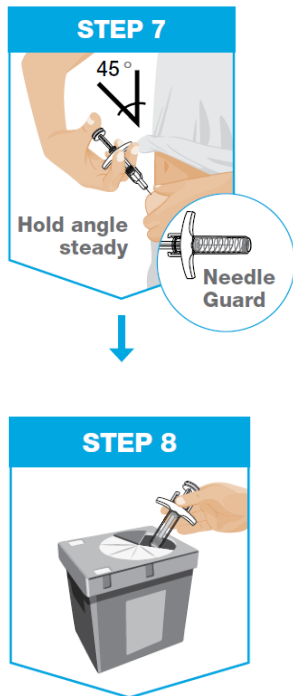 STEP 7
45°
Hold angle
steady
Needle
Guard
STEP 8